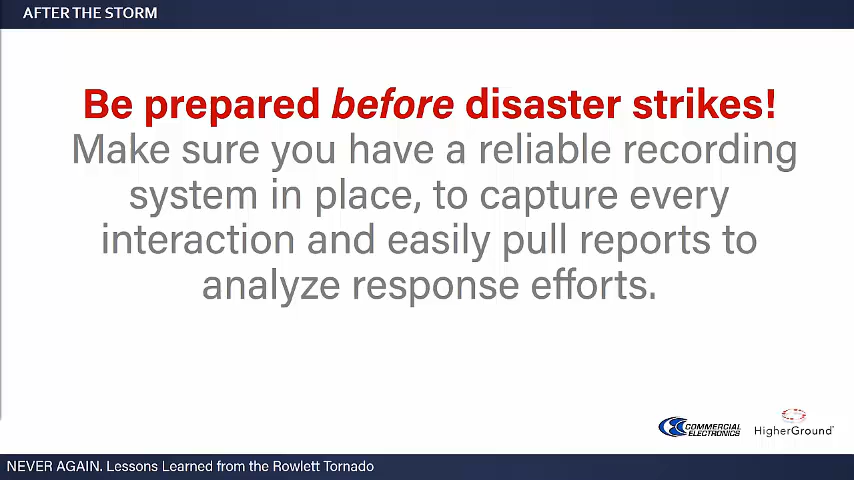 AFTER THE STORM
Be prepared before disaster strikes!
Make sure you have a reliable recording
system in place, to capture every
interaction and easily pull reports to
analyze response efforts.
COMMERCIAL
ELECTRONICS
HigherGround
NEVER AGAIN. Lessons Learned from the Rowlett Tornado